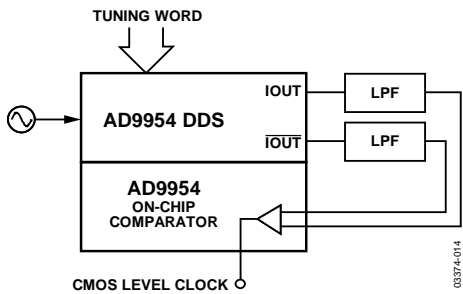 TUNING WORD
IOUT
LPF
AD9954 DDS
IOUT
LPF
AD9954
ON-CHIP
COMPARATOR
CMOS LEVEL CLOCK
03374-014